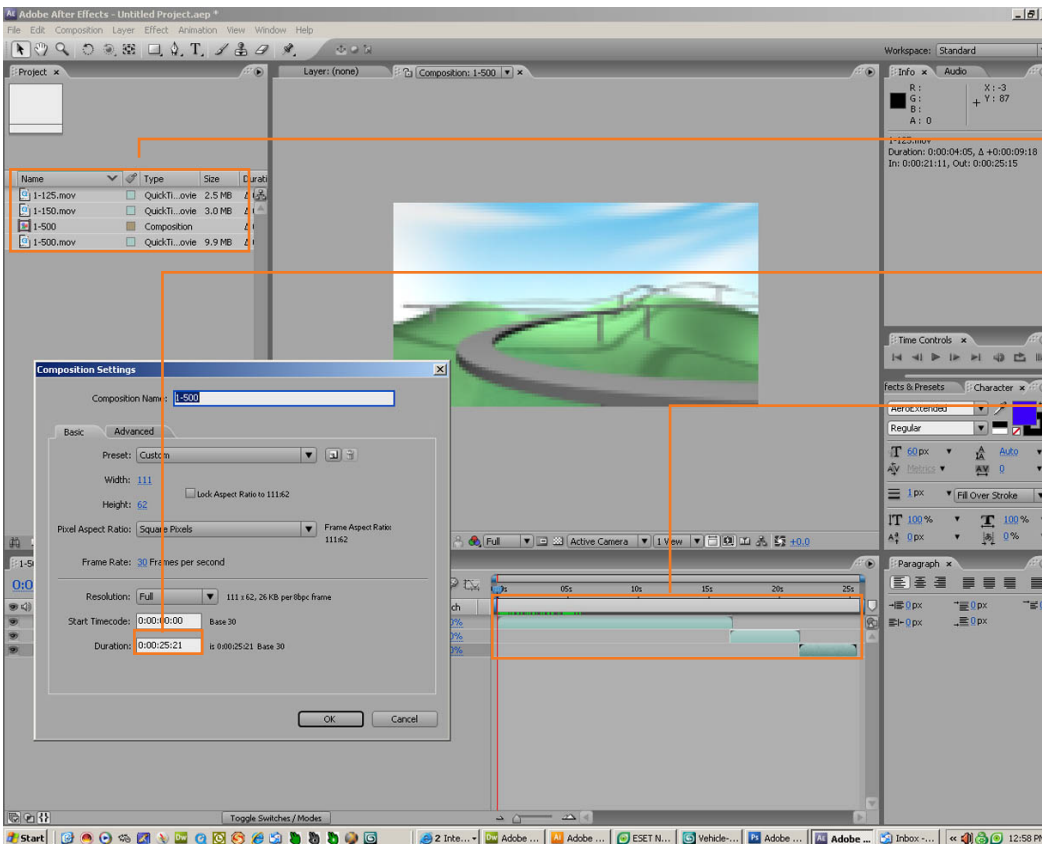 Adobe After Effects - Untitled Project.aep *
File Edit Composition Layer Effect Animation View Window Help
Workspace: Standard
Project × Layer: (none) Composition: 1-500 × Info × Audio
R: X: -3
G: Y: 87
B:
A: 0
1-125.mov
Duration: 0:00:04:05, Δ +0:00:09:18
In: 0:00:21:11, Out: 0:00:25:15
Name Type Size Durati
1-125.mov QuickTi...ovie 2.5 MB
1-150.mov QuickTi...ovie 3.0 MB
1-500 Composition
1-500.mov QuickTi...ovie 9.9 MB
Time Controls ×
fects & Presets Character ×
AeroExtended
Regular
60 px Auto
Metrics 0
1 px Fill Over Stroke
100 % 100 %
0 px 0 %
Paragraph ×
0 px 0 px 0
0 px 0 px
Composition Settings
Composition Name: 1-500
Basic Advanced
Preset: Custom
Width: 111
Lock Aspect Ratio to 111:62
Height: 62
Pixel Aspect Ratio: Square Pixels Frame Aspect Ratio:
111:62
Frame Rate: 30 Frames per second
Resolution: Full 111 x 62, 26 KB per 8bpc frame
Start Timecode: 0:00:00:00 Base 30
Duration: 0:00:25:21 is 0:00:25:21 Base 30
OK Cancel
Full Active Camera 1 View +0.0
1-5
0:0
05s 10s 15s 20s 25s
Toggle Switches / Modes
Start 2 Inte... Adobe ... Adobe ... ESET N... Vehicle-... Adobe ... Adobe ... Inbox -... 12:58 PM